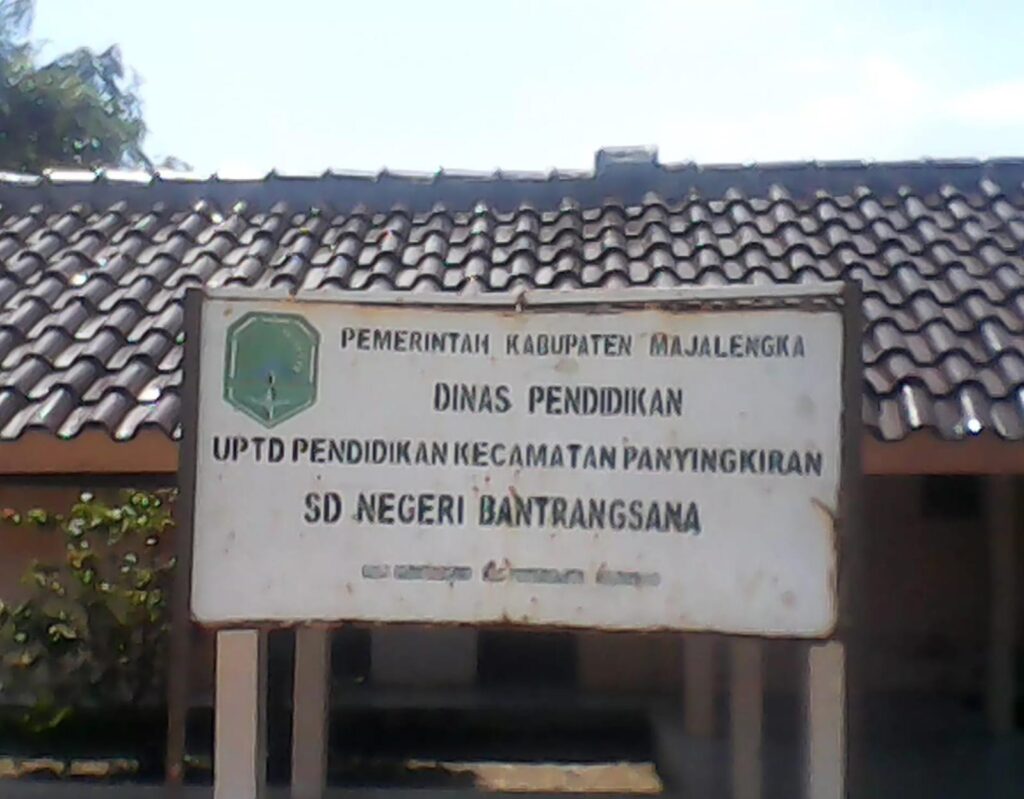 PEMERINTAH KABUPATEN MAJALENGKA
DINAS PENDIDIKAN
UPTD PENDIDIKAN KECAMATAN PANYINGKIRAN
SD NEGERI BANTRANGSANA